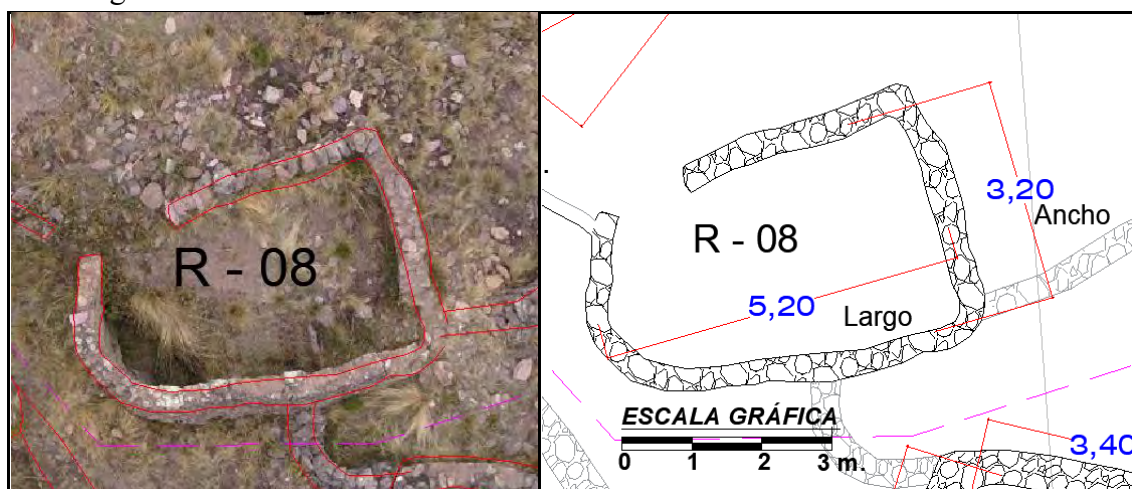 R - 08
3,20
Ancho
R - 08
5,20
Largo
ESCALA GRÁFICA
0 1 2 3 m.
3,40